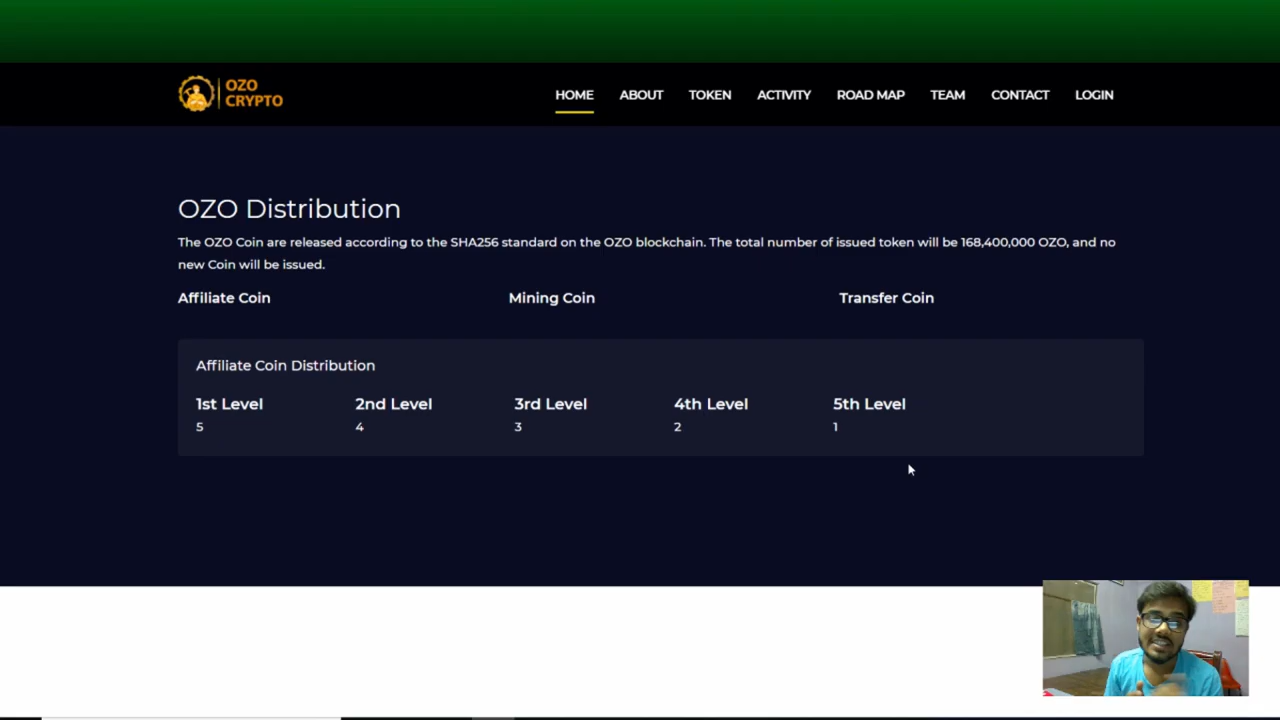 OZO
CRYPTO
HOME ABOUT TOKEN ACTIVITY ROAD MAP TEAM CONTACT LOGIN
OZO Distribution
The OZO Coin are released according to the SHA256 standard on the OZO blockchain. The total number of issued token will be 168,400,000 OZO, and no
new Coin will be issued.
Affiliate Coin Mining Coin Transfer Coin
Affiliate Coin Distribution
1st Level 2nd Level 3rd Level 4th Level 5th Level
5 4 3 2 1